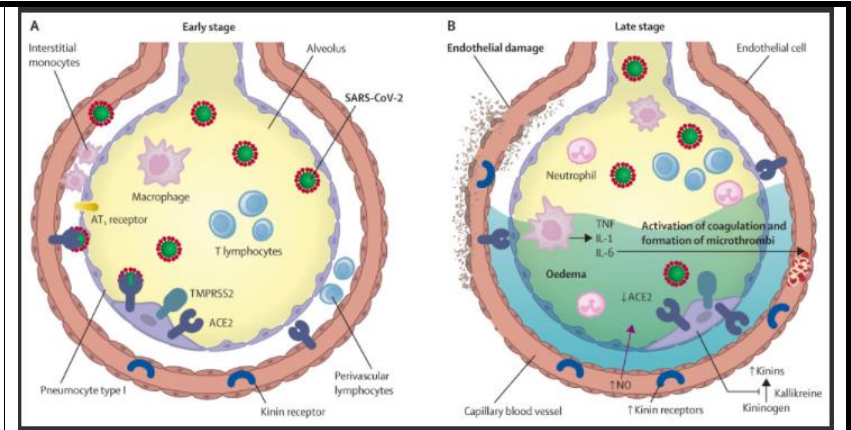 A
Early stage
Interstitial
monocytes
Alveolus
SARS-CoV-2
Macrophage
AT₁ receptor
T lymphocytes
TMPRSS2
ACE2
Pneumocyte type I
Kinin receptor
Perivascular
lymphocytes
B
Late stage
Endothelial damage
Endothelial cell
Neutrophil
TNF
IL-1
IL-6
Activation of coagulation and
formation of microthrombi
Oedema
↓ACE2
↑NO
Capillary blood vessel
↑Kinin receptors
↑Kinins
Kallikreine
Kininogen